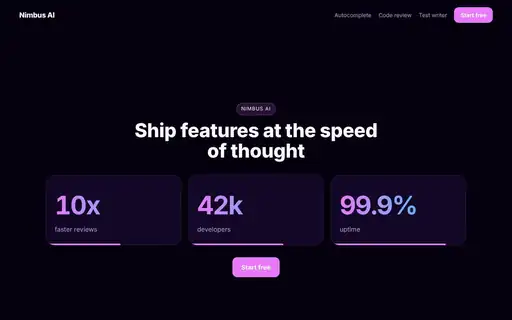 Nimbus AI
Autocomplete Code review Test writer Start free
NIMBUS AI
Ship features at the speed
of thought
10x
faster reviews
42k
developers
99.9%
uptime
Start free